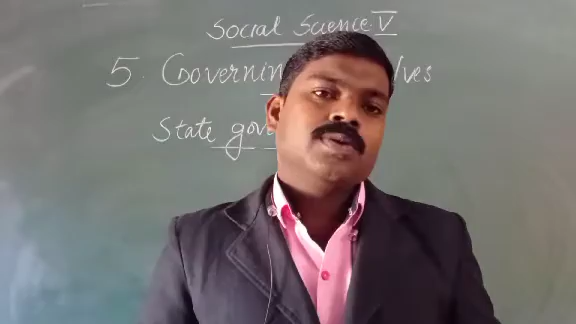 Social Science. V
5. Governin lves
State gov